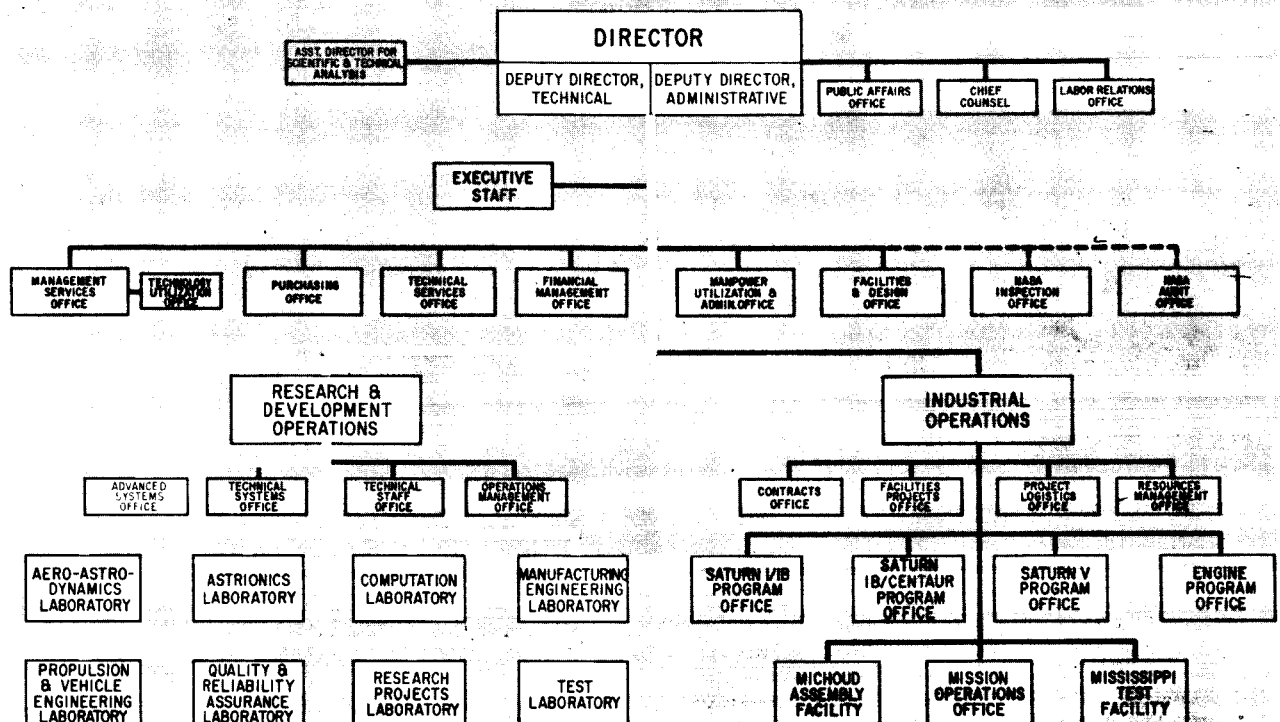 DIRECTOR
DEPUTY DIRECTOR,
TECHNICAL
DEPUTY DIRECTOR,
ADMINISTRATIVE
ASST. DIRECTOR FOR
SCIENTIFIC & TECHNICAL
ANALYSIS
PUBLIC AFFAIRS
OFFICE
CHIEF
COUNSEL
LABOR RELATIONS
OFFICE
EXECUTIVE
STAFF
MANAGEMENT
SERVICES
OFFICE
TECHNOLOGY
UTILIZATION
OFFICE
PURCHASING
OFFICE
TECHNICAL
SERVICES
OFFICE
FINANCIAL
MANAGEMENT
OFFICE
MANPOWER
UTILIZATION &
ADMIN.OFFICE
FACILITIES
& DESIGN
OFFICE
NASA
INSPECTION
OFFICE
NASA
AUDIT
OFFICE
RESEARCH &
DEVELOPMENT
OPERATIONS
INDUSTRIAL
OPERATIONS
ADVANCED
SYSTEMS
OFFICE
TECHNICAL
SYSTEMS
OFFICE
TECHNICAL
STAFF
OFFICE
OPERATIONS
MANAGEMENT
OFFICE
CONTRACTS
OFFICE
FACILITIES
PROJECTS
OFFICE
PROJECT
LOGISTICS
OFFICE
RESOURCES
MANAGEMENT
OFFICE
AERO-ASTRO-
DYNAMICS
LABORATORY
ASTRIONICS
LABORATORY
COMPUTATION
LABORATORY
MANUFACTURING
ENGINEERING
LABORATORY
SATURN I/IB
PROGRAM
OFFICE
SATURN
IB/CENTAUR
PROGRAM
OFFICE
SATURN V
PROGRAM
OFFICE
ENGINE
PROGRAM
OFFICE
PROPULSION
& VEHICLE
ENGINEERING
LABORATORY
QUALITY &
RELIABILITY
ASSURANCE
LABORATORY
RESEARCH
PROJECTS
LABORATORY
TEST
LABORATORY
MICHOUD
ASSEMBLY
FACILITY
MISSION
OPERATIONS
OFFICE
MISSISSIPPI
TEST
FACILITY